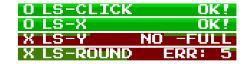 O LS-CLICK OK!
O LS-X OK!
X LS-Y NO -FULL
X LS-ROUND ERR: 5